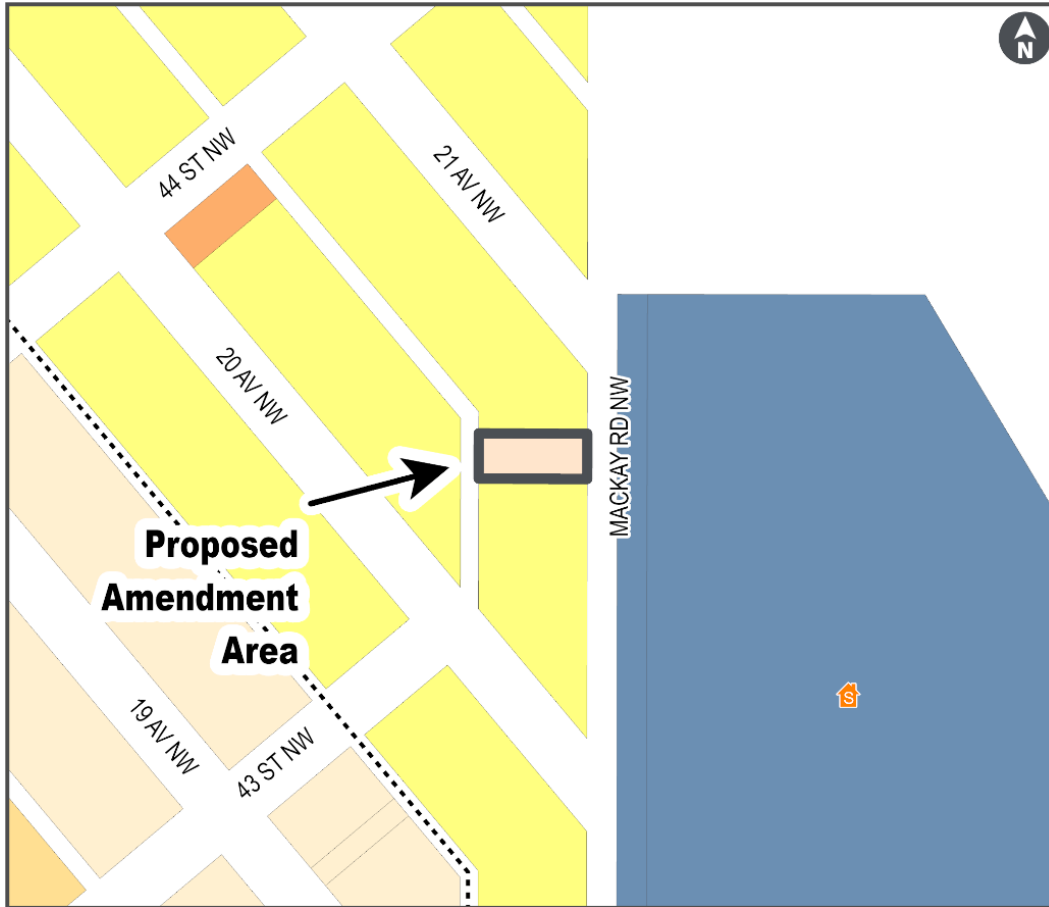 N
44 ST NW
21 AV NW
20 AV NW
MACKAY RD NW
Proposed
Amendment
Area
S
19 AV NW
43 ST NW